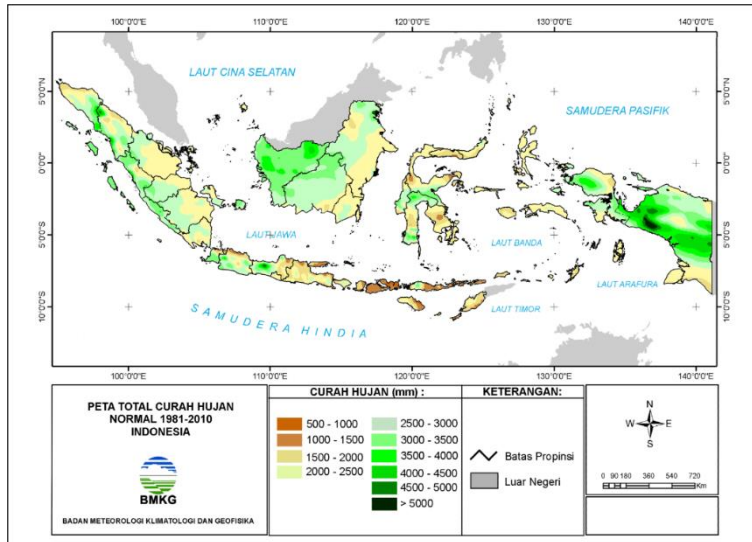 100°0'0"E 110°0'0"E 120°0'0"E 130°0'0"E 140°0'0"E
5°0'0"N
0°0'0"
5°0'0"S
10°0'0"S
LAUT CINA SELATAN
SAMUDERA PASIFIK
LAUT JAWA
LAUT BANDA
LAUT ARAFURA
LAUT TIMOR
SAMUDERA HINDIA
5°0'0"N
0°0'0"
5°0'0"S
10°0'0"S
100°0'0"E 110°0'0"E 120°0'0"E 130°0'0"E 140°0'0"E
PETA TOTAL CURAH HUJAN
NORMAL 1981-2010
INDONESIA
BMKG
BADAN METEOROLOGI KLIMATOLOGI DAN GEOFISIKA
CURAH HUJAN (mm) :
500 - 1000
1000 - 1500
1500 - 2000
2000 - 2500
2500 - 3000
3000 - 3500
3500 - 4000
4000 - 4500
4500 - 5000
> 5000
KETERANGAN:
Batas Propinsi
Luar Negeri
N
W E
S
0 90 180 360 540 720
Km